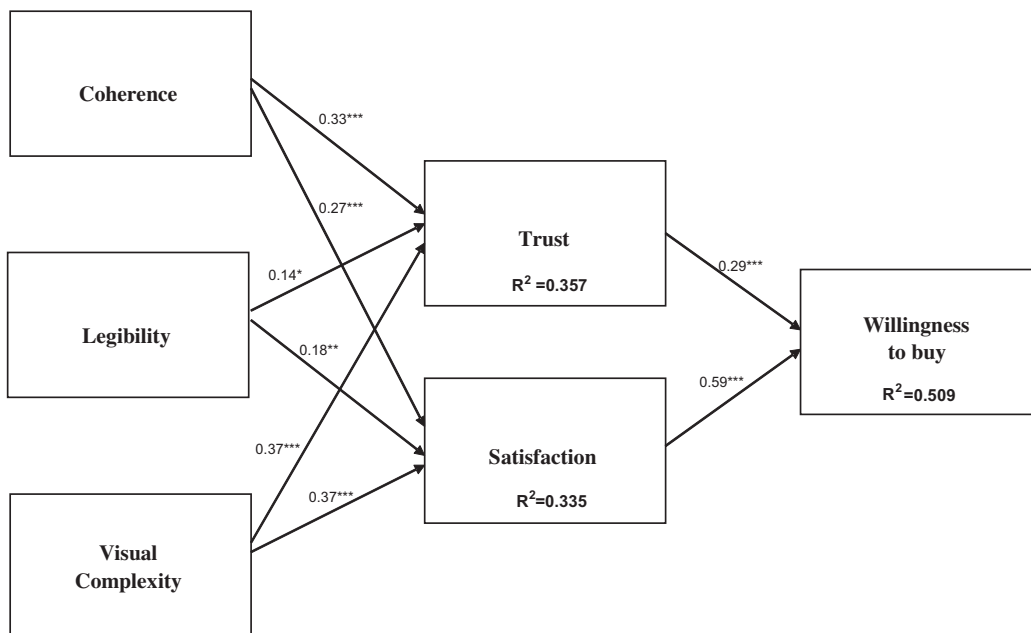 Coherence
0.33***
0.27***
Trust
R² =0.357
0.14*
0.29***
Legibility
Willingness
to buy
R²=0.509
0.18**
0.59***
0.37***
Satisfaction
R²=0.335
0.37***
Visual
Complexity